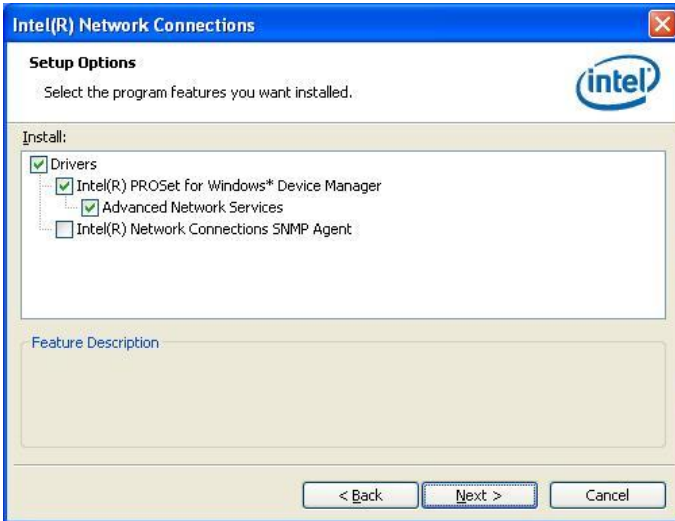 Intel(R) Network Connections
Setup Options
Select the program features you want installed.
intel
Install:
Drivers
Intel(R) PROSet for Windows* Device Manager
Advanced Network Services
Intel(R) Network Connections SNMP Agent
Feature Description
< Back
Next >
Cancel